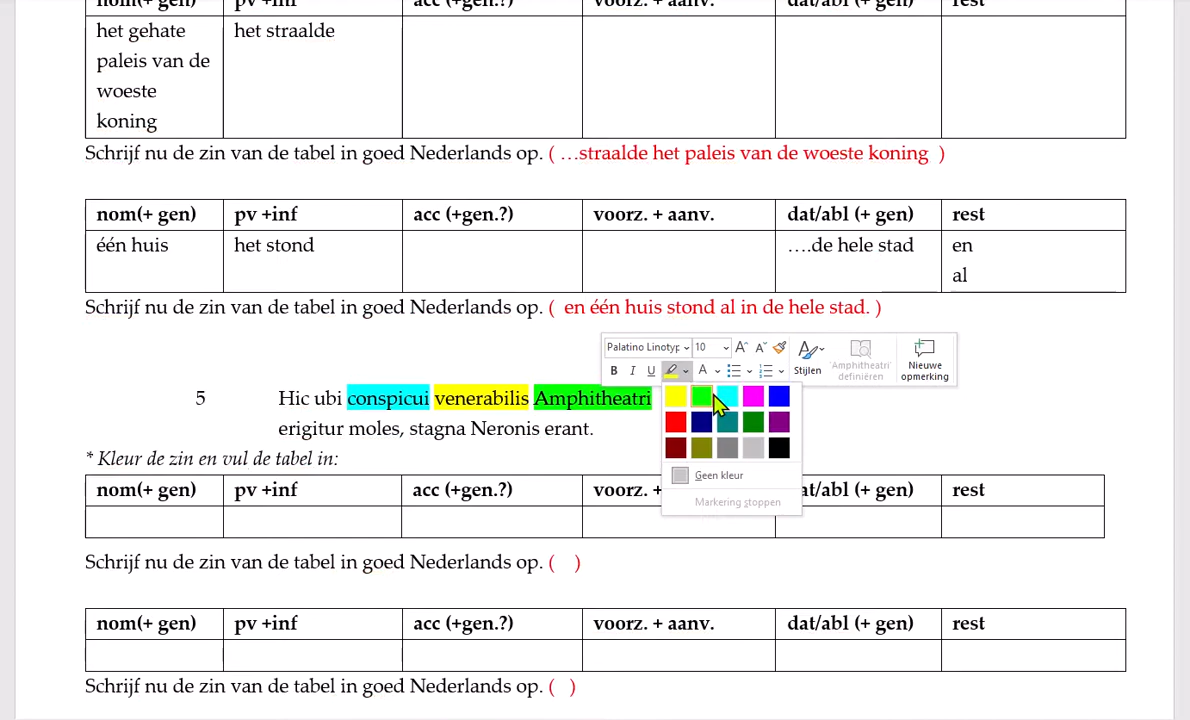 nom(+ gen) pv +inf acc (+gen.?) voorz. + aanv. dat/abl (+ gen) rest
het gehate het straalde
paleis van de
woeste
koning
Schrijf nu de zin van de tabel in goed Nederlands op. ( …straalde het paleis van de woeste koning )
nom(+ gen) pv +inf acc (+gen.?) voorz. + aanv. dat/abl (+ gen) rest
één huis het stond ….de hele stad en
al
Schrijf nu de zin van de tabel in goed Nederlands op. ( en één huis stond al in de hele stad. )
Palatino Linotyp 10 A A
B I U A Stijlen "Amphitheatri" definiëren Nieuwe opmerking
5 Hic ubi conspicui venerabilis Amphitheatri
erigitur moles, stagna Neronis erant.
* Kleur de zin en vul de tabel in:
Geen kleur
Markering stoppen
nom(+ gen) pv +inf acc (+gen.?) voorz. + at/abl (+ gen) rest
Schrijf nu de zin van de tabel in goed Nederlands op. ( )
nom(+ gen) pv +inf acc (+gen.?) voorz. + aanv. dat/abl (+ gen) rest
Schrijf nu de zin van de tabel in goed Nederlands op. ( )